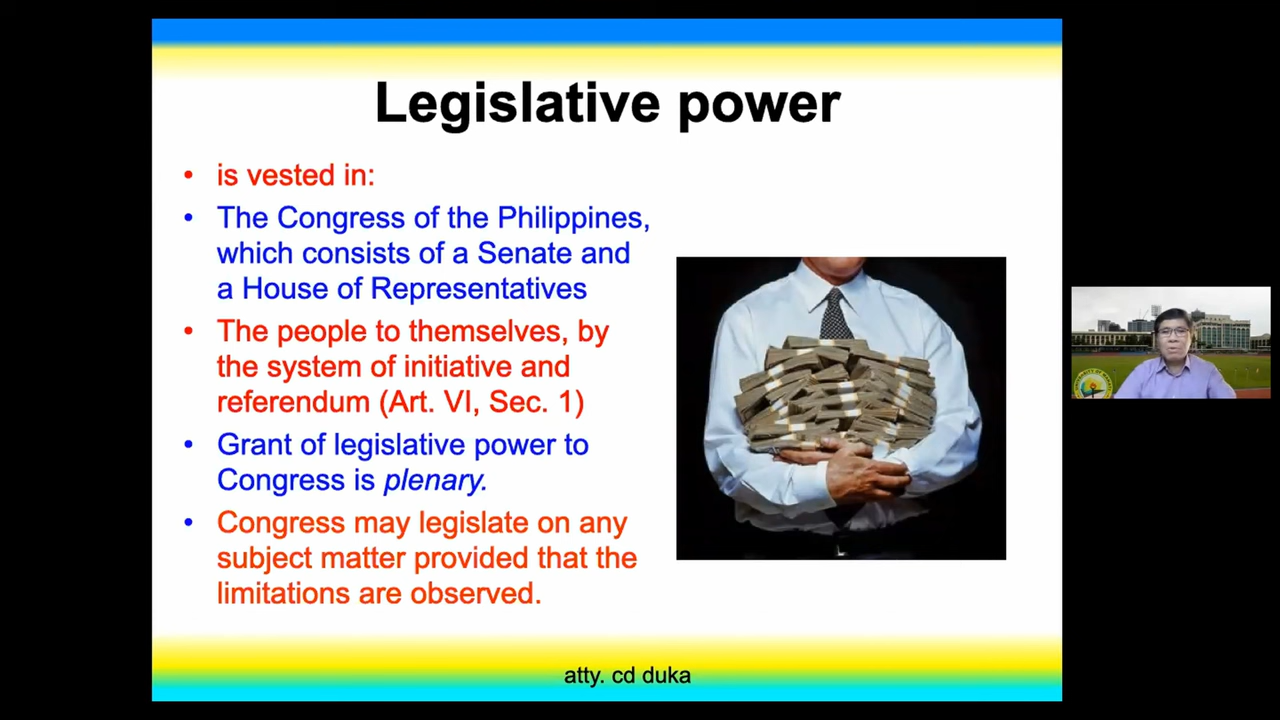 Legislative power
• is vested in:
• The Congress of the Philippines,
which consists of a Senate and
a House of Representatives
• The people to themselves, by
the system of initiative and
referendum (Art. VI, Sec. 1)
• Grant of legislative power to
Congress is plenary.
• Congress may legislate on any
subject matter provided that the
limitations are observed.
atty. cd duka